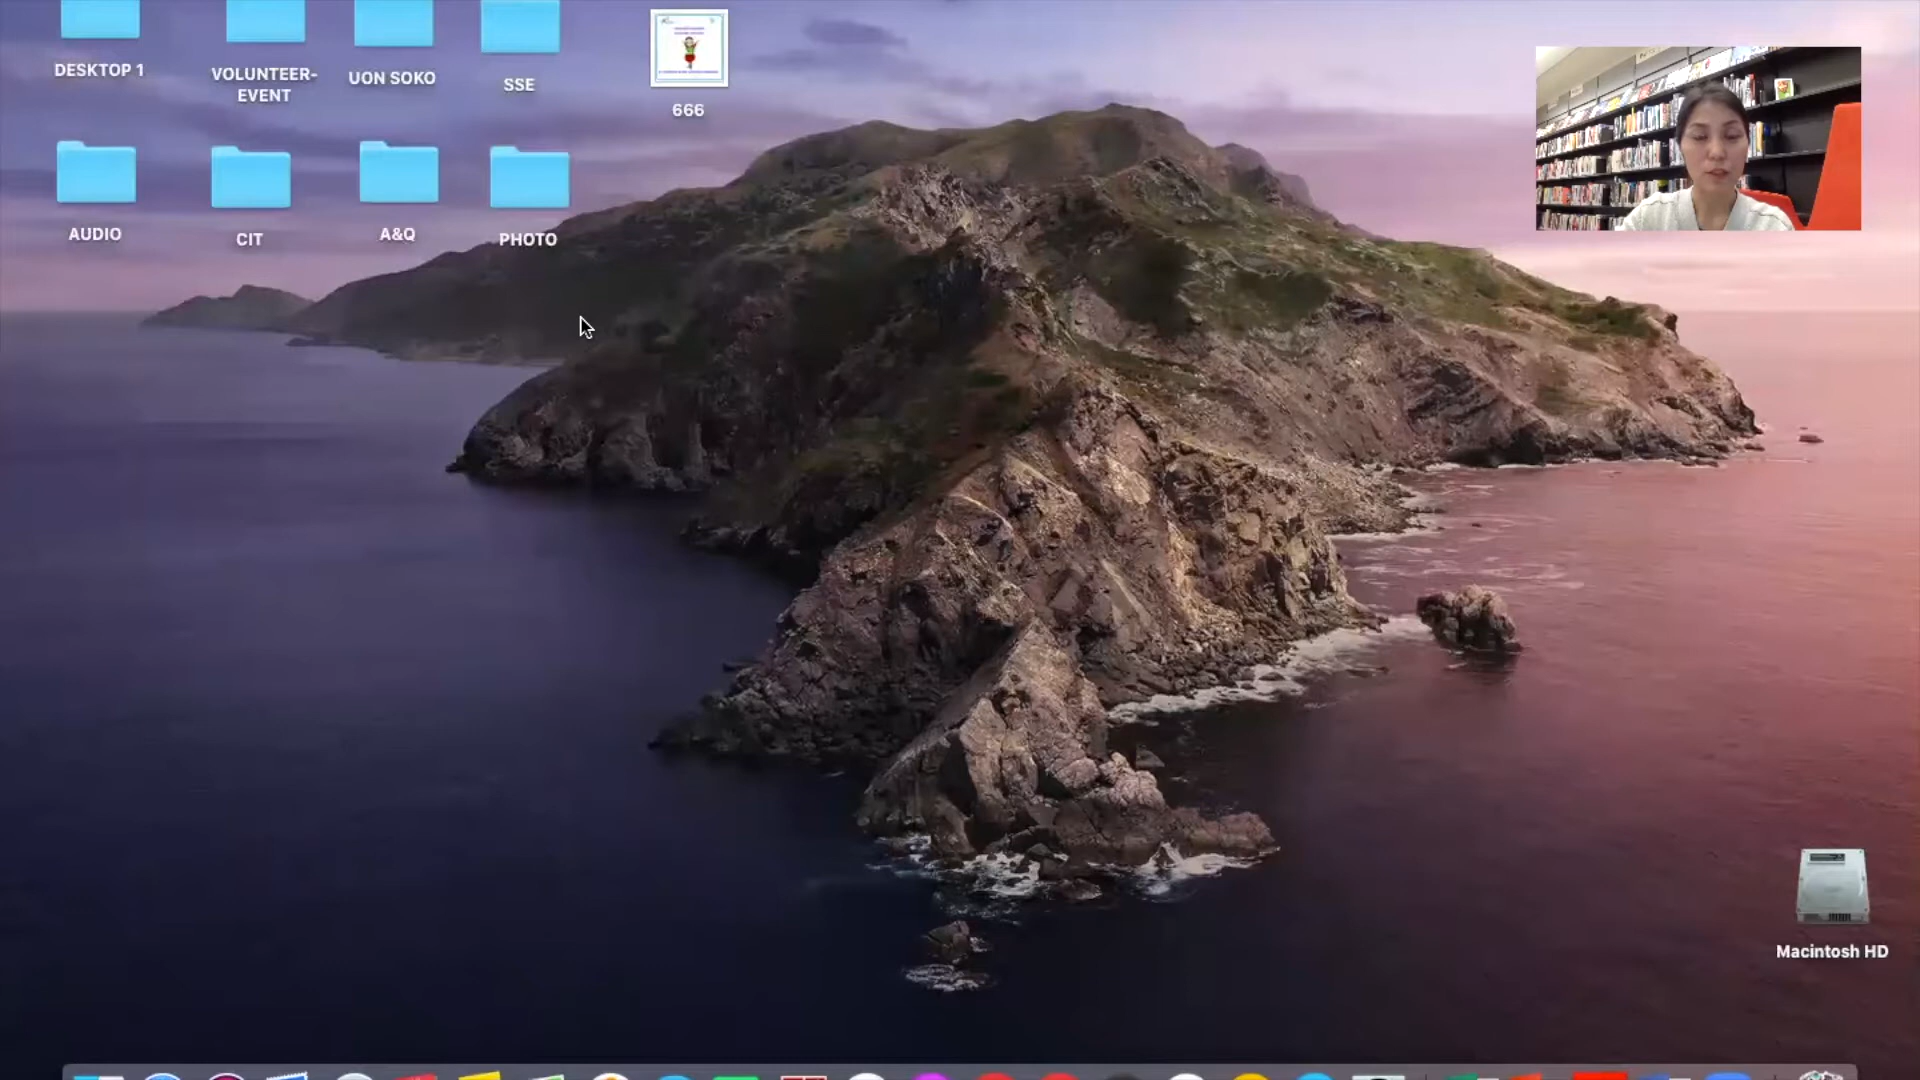 DESKTOP 1
VOLUNTEER-
EVENT
UON SOKO
SSE
666
AUDIO
CIT
A&Q
PHOTO
Macintosh HD